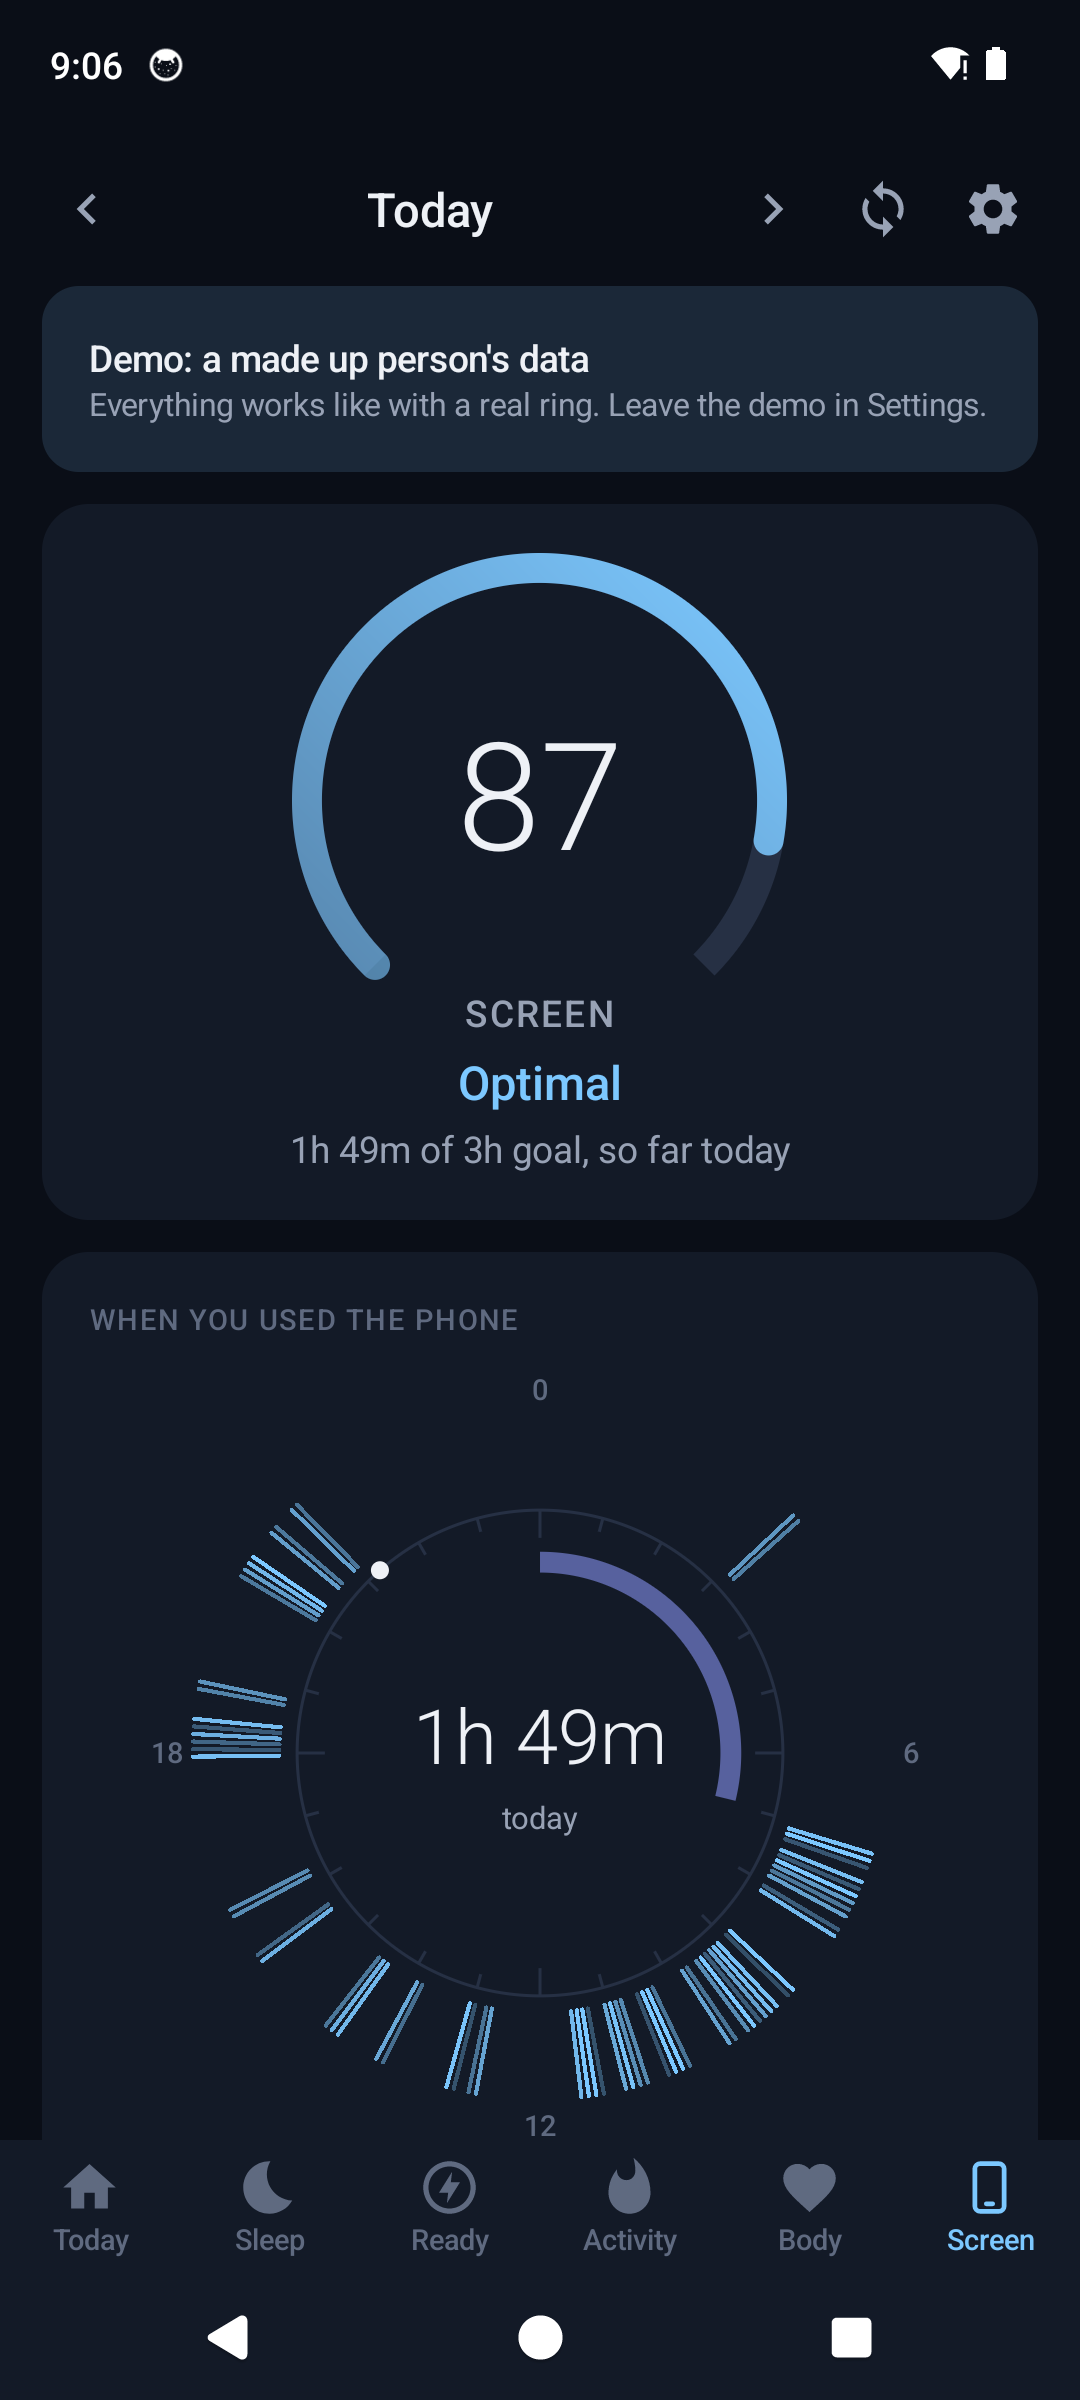 9:06
Today
Demo: a made up person's data
Everything works like with a real ring. Leave the demo in Settings.
87
SCREEN
Optimal
1h 49m of 3h goal, so far today
WHEN YOU USED THE PHONE
0
18
1h 49m
today
6
12
Today
Sleep
Ready
Activity
Body
Screen